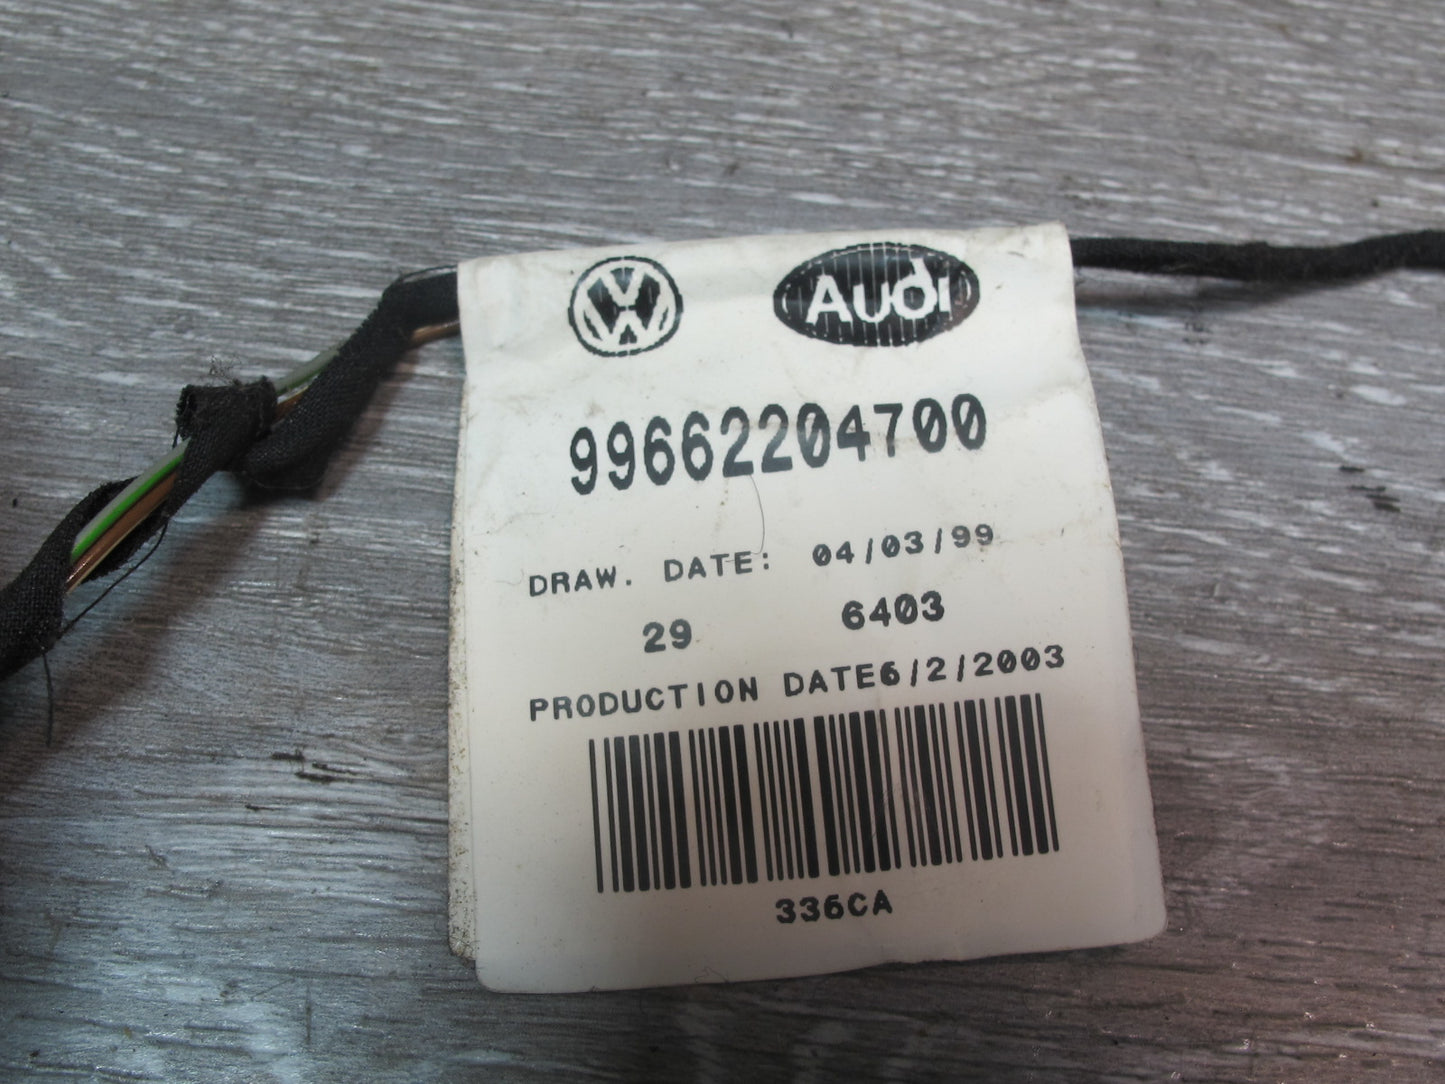 VW Audi
99662204700
DRAW. DATE: 04/03/99
29 6403
PRODUCTION DATE6/2/2003
336CA